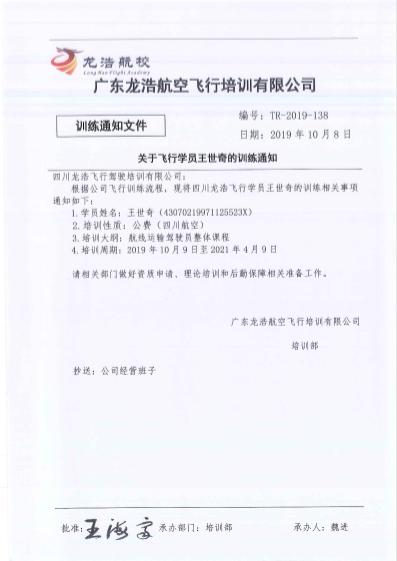 龙浩航校
Long Hao Flight Academy
广东龙浩航空飞行培训有限公司
训练通知文件
编号：TR-2019-138
日期：2019 年 10 月 8 日
关于飞行学员王世奇的训练通知
四川龙浩飞行驾驶培训有限公司：
根据公司飞行训练流程，现将四川龙浩飞行学员王世奇的训练相关事项
通知如下：
1.学员姓名：王世奇（43070219971125523X）
2.培训性质：公费（四川航空）
3.培训大纲：航线运输驾驶员整体课程
4.培训周期：2019 年 10 月 9 日至 2021 年 4 月 9 日
请相关部门做好资质申请、理论培训和后勤保障相关准备工作。
广东龙浩航空飞行培训有限公司
培训部
抄送：公司经营班子
批准： 承办部门：培训部 承办人：魏进